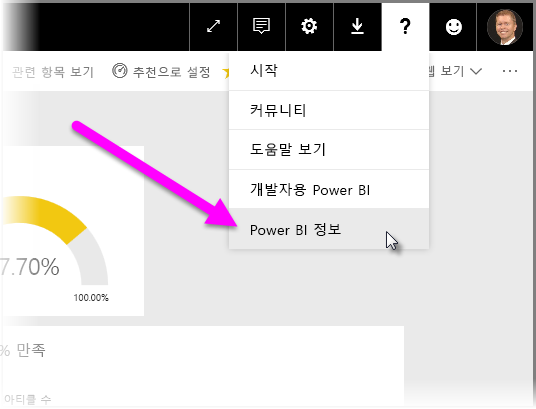 ?
관련 항목 보기 추천으로 설정 웹 보기 ...
시작
커뮤니티
도움말 보기
개발자용 Power BI
Power BI 정보
7.70%
100.00%
% 만족
아티클 수